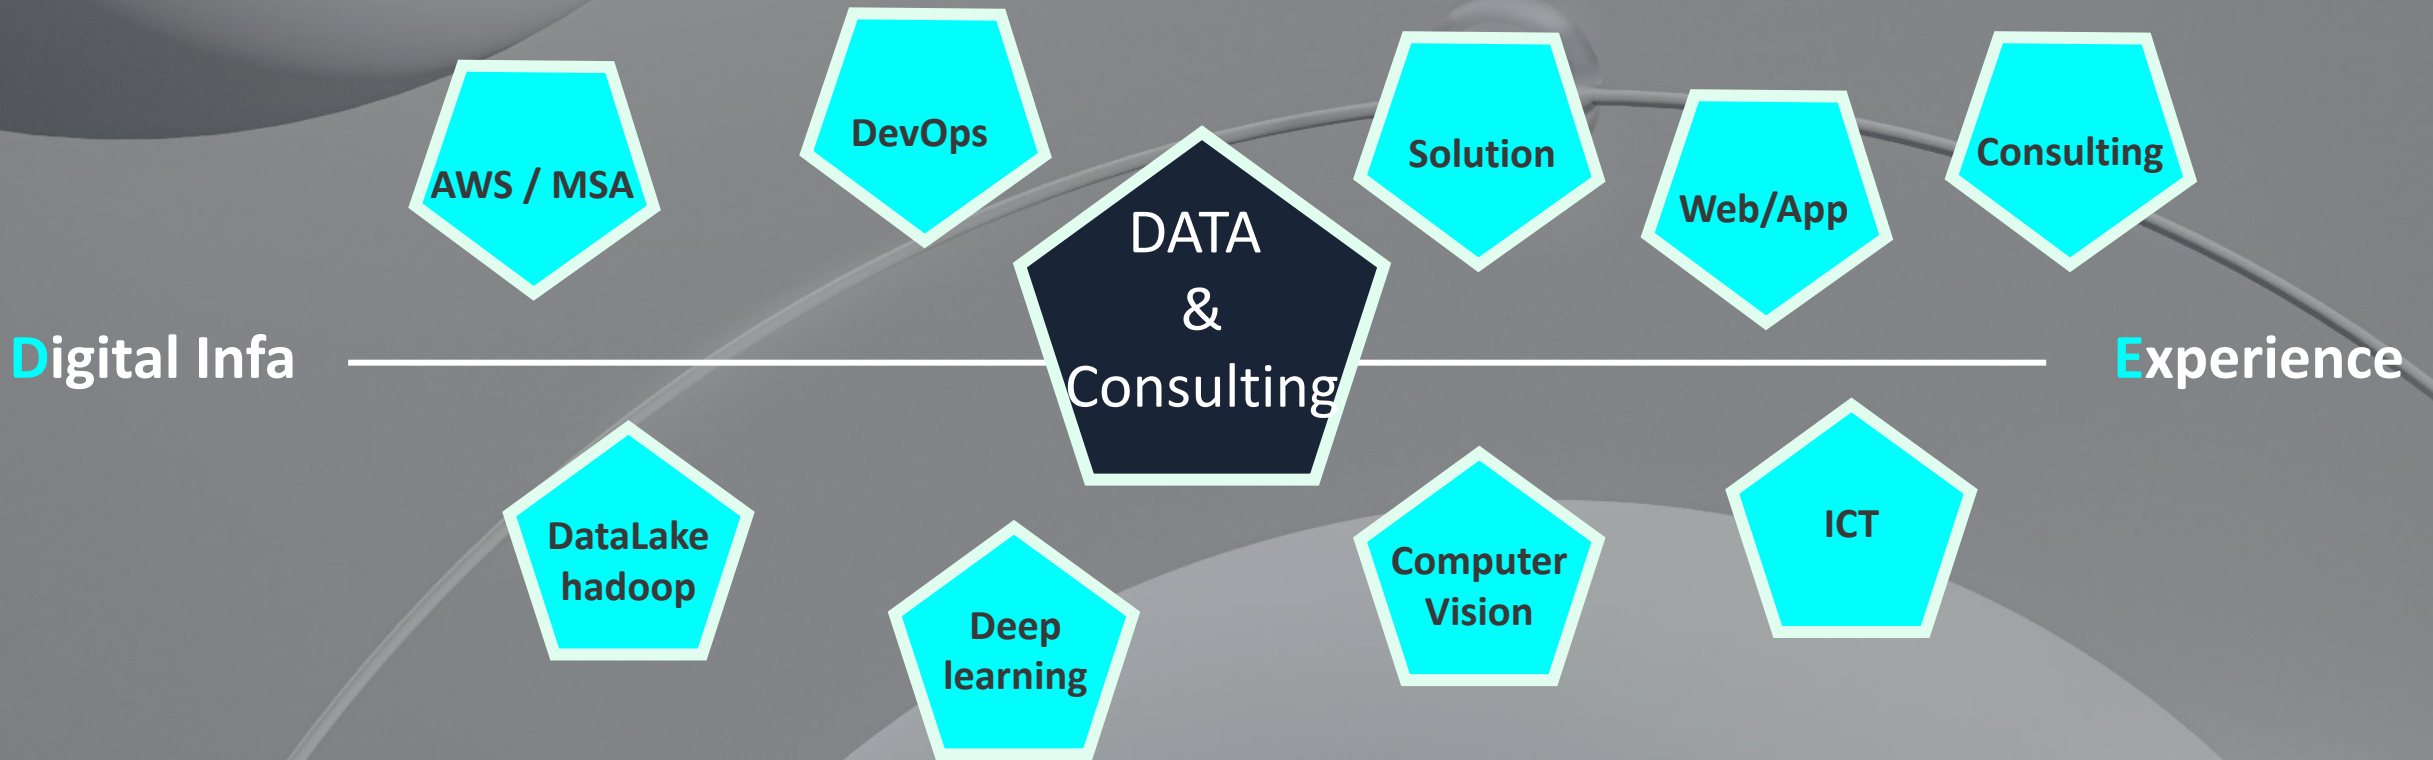 AWS / MSA
DevOps
Solution
Web/App
Consulting
DATA
&
Consulting
Digital Infa
Experience
DataLake
hadoop
Deep
learning
Computer
Vision
ICT